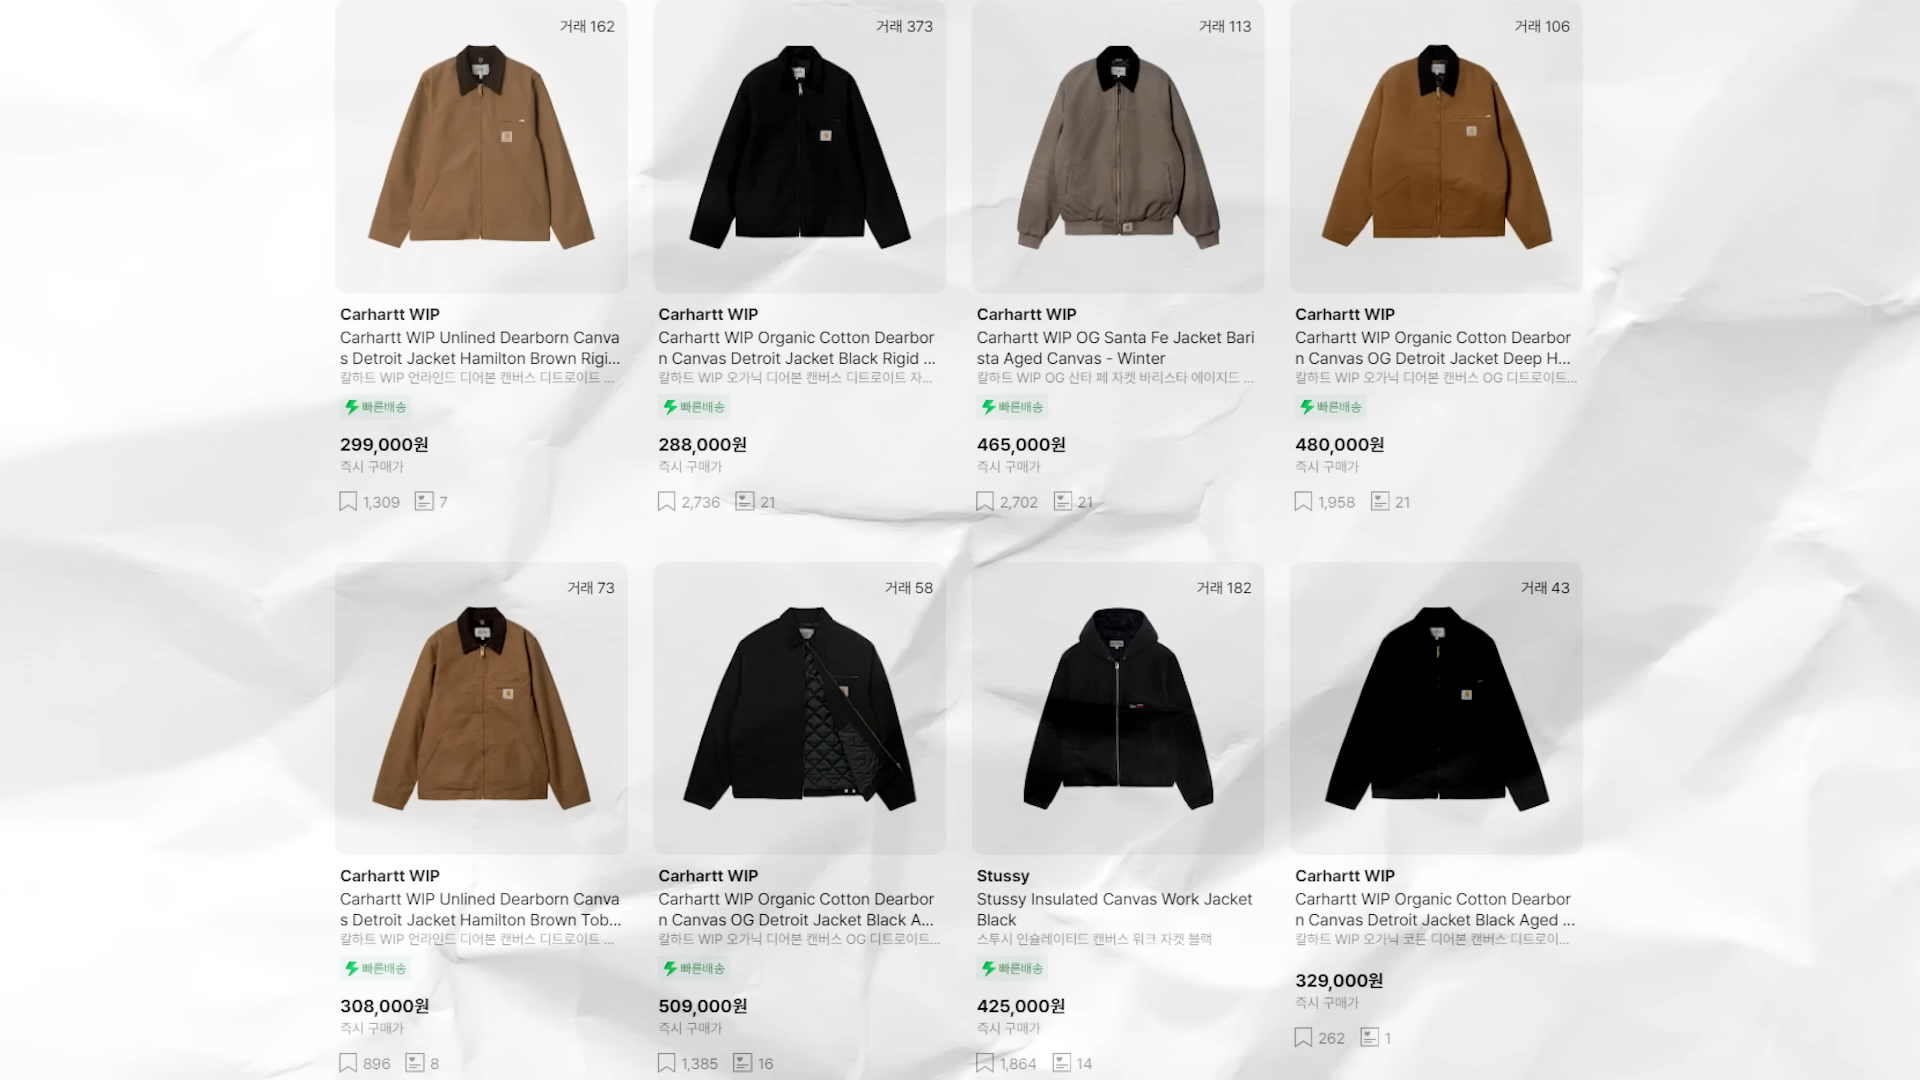 거래 162
Carhartt WIP
Carhartt WIP Unlined Dearborn Canva
s Detroit Jacket Hamilton Brown Rigi...
칼하트 WIP 언라인드 디어본 캔버스 디트로이트 ...
빠른배송
299,000원
즉시 구매가
1,309 7
거래 373
Carhartt WIP
Carhartt WIP Organic Cotton Dearbor
n Canvas Detroit Jacket Black Rigid ...
칼하트 WIP 오가닉 디어본 캔버스 디트로이트 자...
빠른배송
288,000원
즉시 구매가
2,736 21
거래 113
Carhartt WIP
Carhartt WIP OG Santa Fe Jacket Bari
sta Aged Canvas - Winter
칼하트 WIP OG 산타 페 자켓 바리스타 에이지드 ...
빠른배송
465,000원
즉시 구매가
2,702 21
거래 106
Carhartt WIP
Carhartt WIP Organic Cotton Dearbor
n Canvas OG Detroit Jacket Deep H...
칼하트 WIP 오가닉 디어본 캔버스 OG 디트로이트...
빠른배송
480,000원
즉시 구매가
1,958 21
거래 73
Carhartt WIP
Carhartt WIP Unlined Dearborn Canva
s Detroit Jacket Hamilton Brown Tob...
칼하트 WIP 언라인드 디어본 캔버스 디트로이트 ...
빠른배송
308,000원
즉시 구매가
896 8
거래 58
Carhartt WIP
Carhartt WIP Organic Cotton Dearbor
n Canvas OG Detroit Jacket Black A...
칼하트 WIP 오가닉 디어본 캔버스 OG 디트로이트...
빠른배송
509,000원
즉시 구매가
1,385 16
거래 182
Stussy
Stussy Insulated Canvas Work Jacket
Black
스투시 인슐레이티드 캔버스 워크 자켓 블랙
빠른배송
425,000원
즉시 구매가
1,864 14
거래 43
Carhartt WIP
Carhartt WIP Organic Cotton Dearbor
n Canvas Detroit Jacket Black Aged ...
칼하트 WIP 오가닉 코튼 디어본 캔버스 디트로이...
329,000원
즉시 구매가
262 1